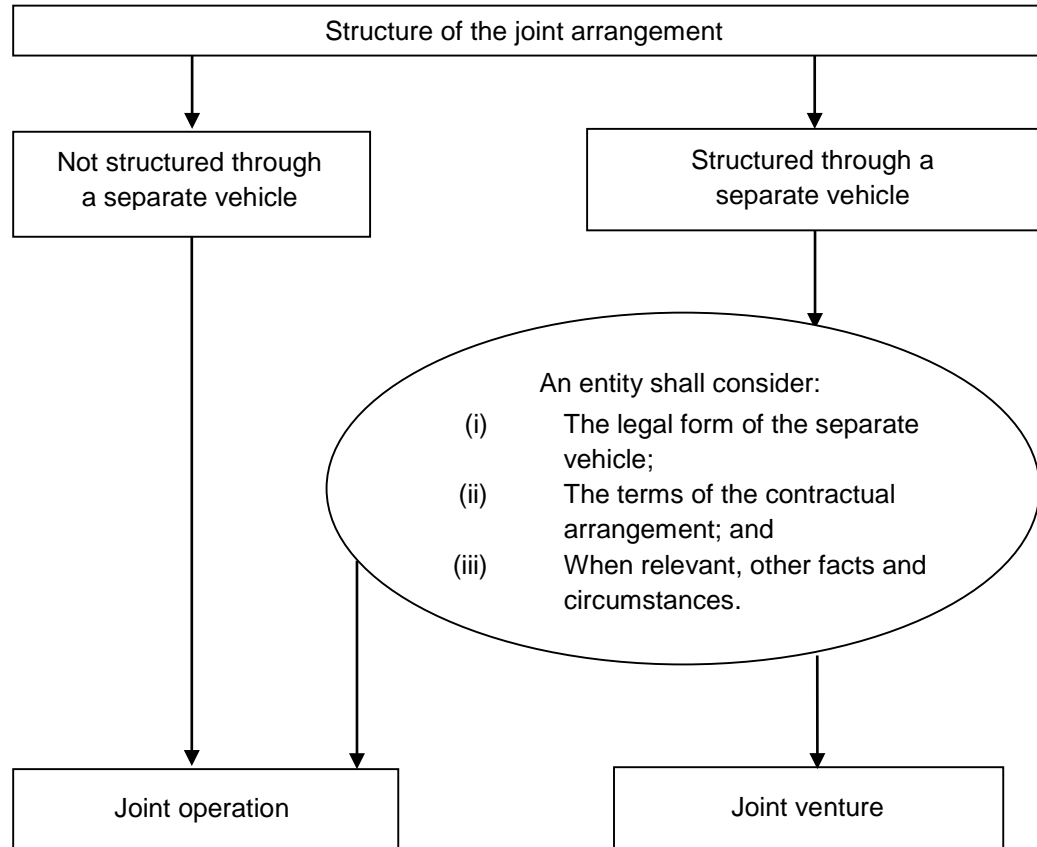 Structure of the joint arrangement
Not structured through
a separate vehicle
Structured through a
separate vehicle
An entity shall consider:
(i) The legal form of the separate
vehicle;
(ii) The terms of the contractual
arrangement; and
(iii) When relevant, other facts and
circumstances.
Joint operation
Joint venture